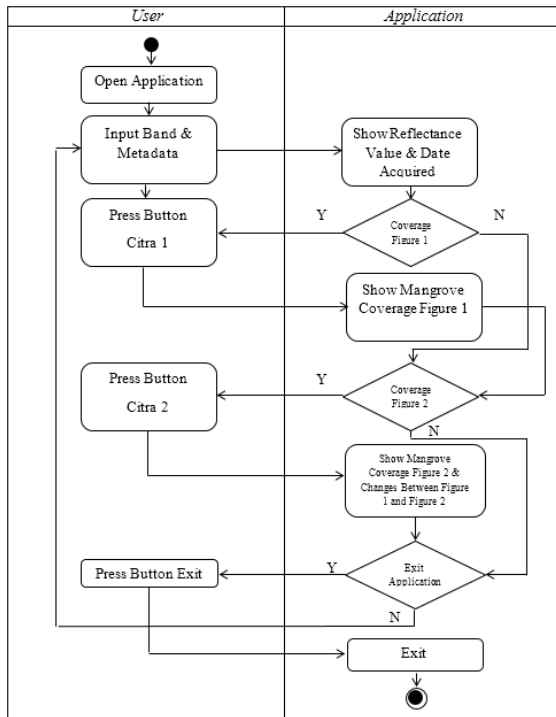 User
Application
Open Application
Input Band &
Metadata
Show Reflectance
Value & Date
Acquired
Press Button
Citra 1
Y
Coverage
Figure 1
N
Show Mangrove
Coverage Figure 1
Press Button
Citra 2
Y
Coverage
Figure 2
N
Show Mangrove
Coverage Figure 2 &
Changes Between Figure
1 and Figure 2
Press Button Exit
Y
Exit
Application
N
Exit